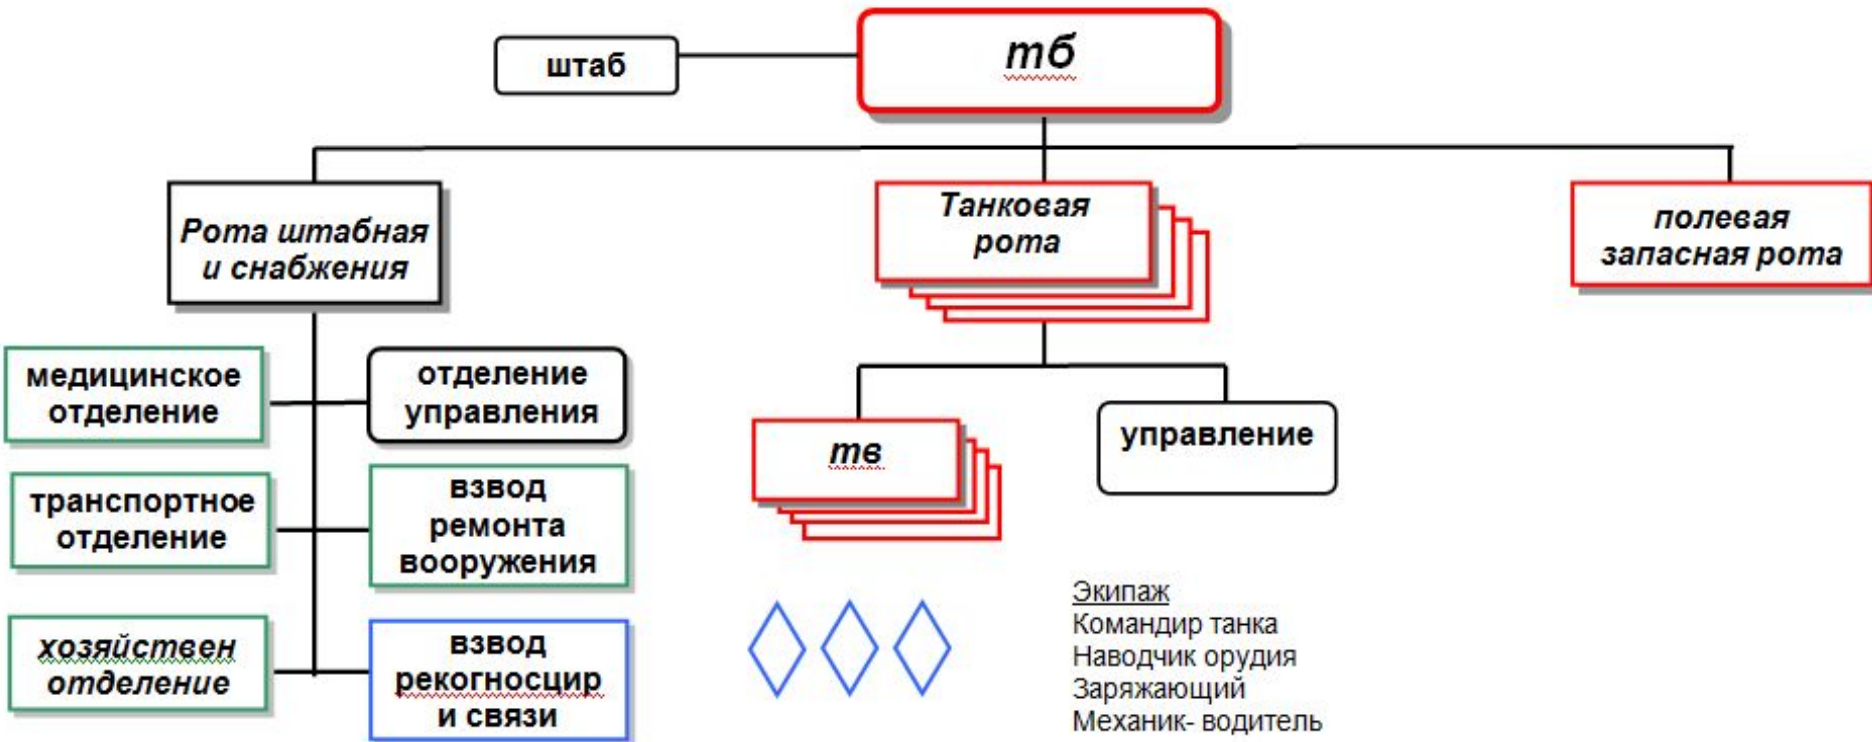 штаб
тб
Рота штабная
и снабжения
Танковая
рота
полевая
запасная рота
медицинское
отделение
отделение
управления
транспортное
отделение
взвод
ремонта
вооружения
хозяйствен
отделение
взвод
рекогносцир
и связи
тв
управление
Экипаж
Командир танка
Наводчик орудия
Заряжающий
Механик- водитель